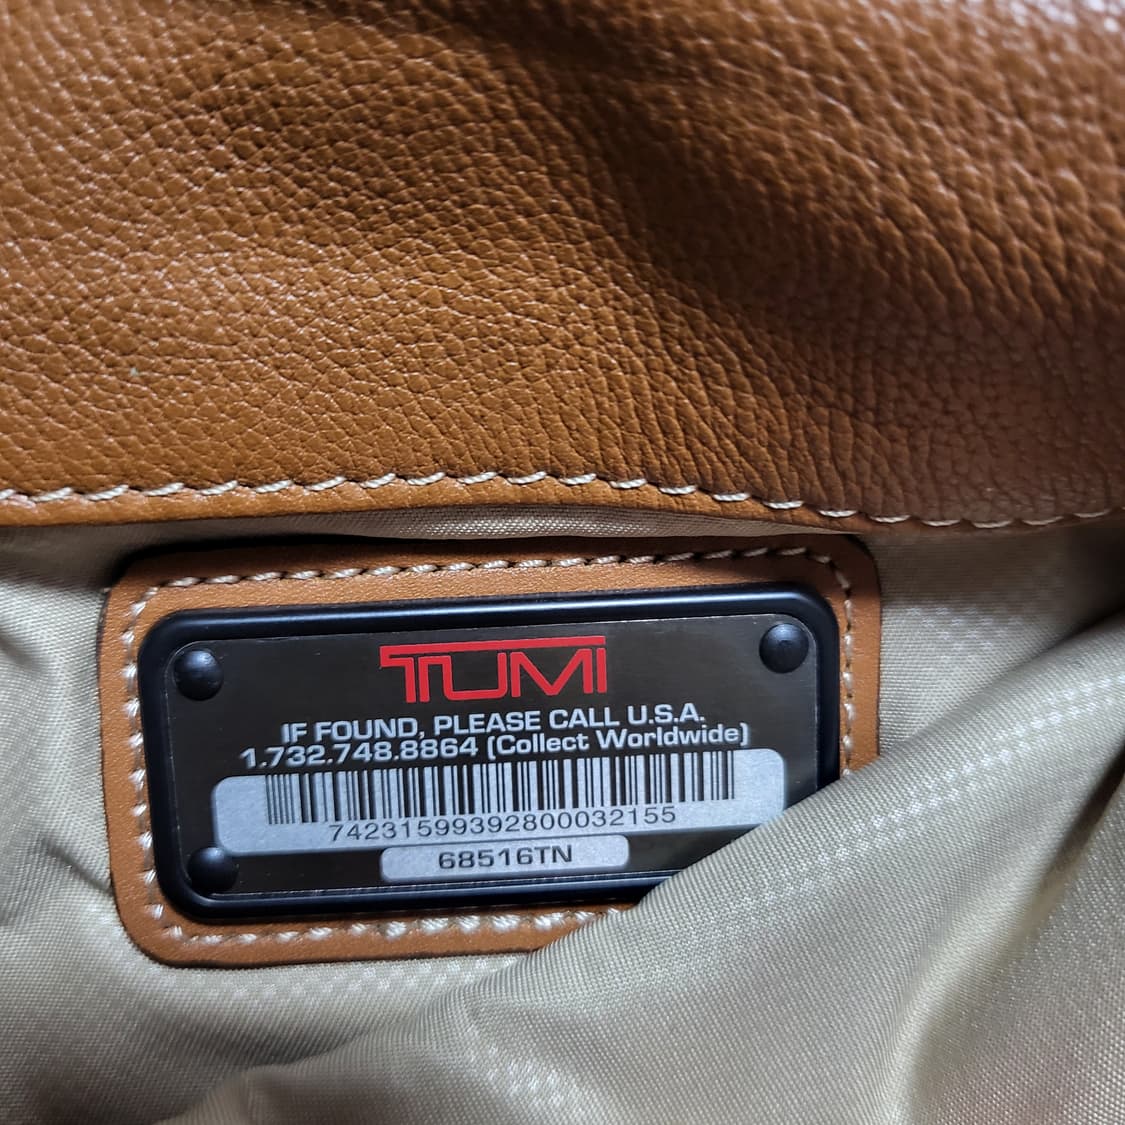 TUMI
IF FOUND, PLEASE CALL U.S.A.
1.732.748.8864 (Collect Worldwide)
74231599392800032155
68516TN